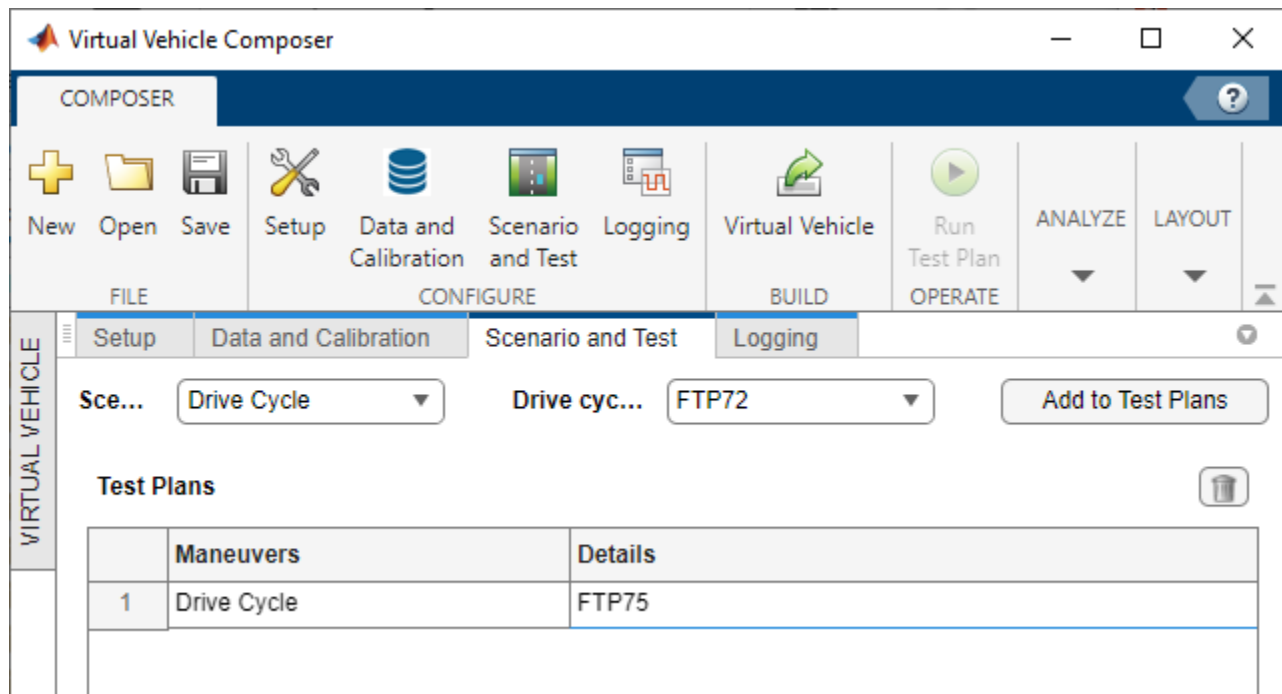 Virtual Vehicle Composer
COMPOSER
?
New Open Save Setup Data and Calibration Scenario and Test Logging Virtual Vehicle Run Test Plan ANALYZE LAYOUT
FILE CONFIGURE BUILD OPERATE
VIRTUAL VEHICLE
Setup Data and Calibration Scenario and Test Logging
Sce... Drive Cycle Drive cyc... FTP72 Add to Test Plans
Test Plans
Maneuvers Details
1 Drive Cycle FTP75